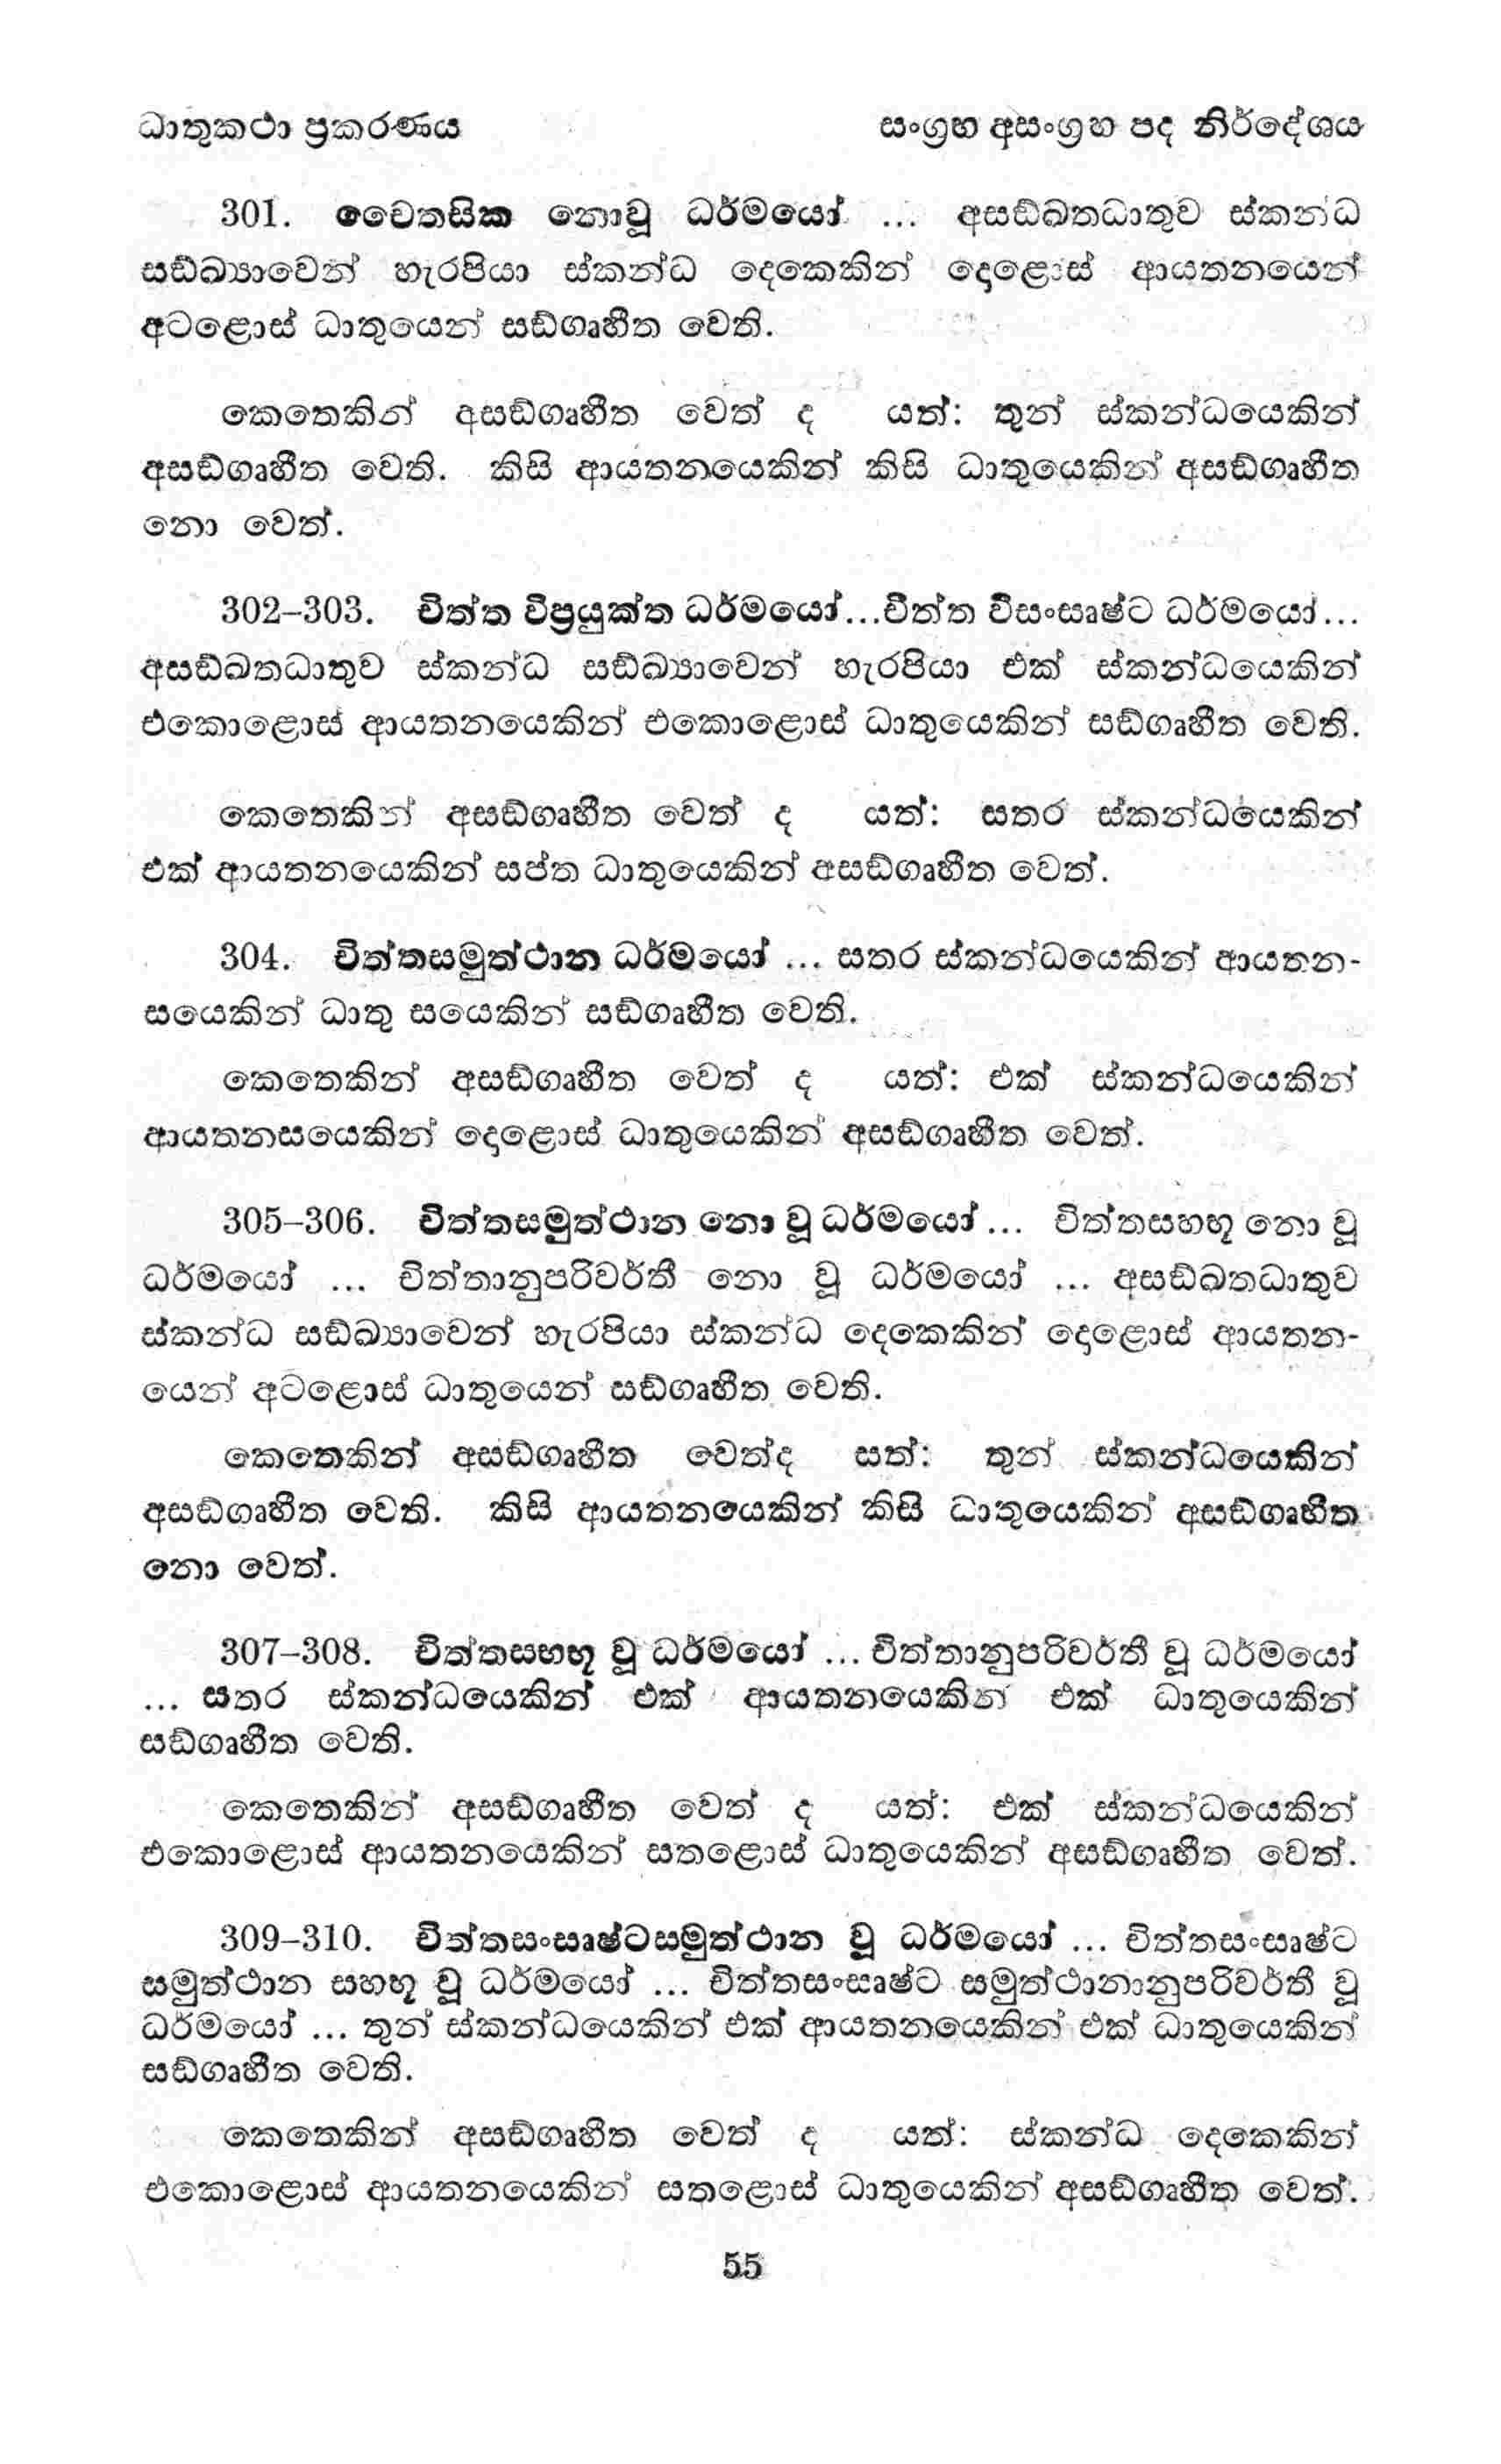 ධාතුකථා ප්‍රකරණය සංග්‍රහ අසංග්‍රහ පද නිර්දේශය
301. චෛතසික නොවූ ධර්මයෝ ... අසඞ්ඛතධාතුව ස්කන්ධ
සඞ්ඛ්‍යාවෙන් හැරපියා ස්කන්ධ දෙකෙකින් දොළොස් ආයතනයෙන්
අටළොස් ධාතුයෙන් සඞ්ගෘහීත වෙති.
කෙතෙකින් අසඞ්ගෘහීත වෙත් ද යත්: තුන් ස්කන්ධයෙකින්
අසඞ්ගෘහීත වෙති. කිසි ආයතනයෙකින් කිසි ධාතුයෙකින් අසඞ්ගෘහීත
නො වෙත්.
302–303. චිත්ත විප්‍රයුක්ත ධර්මයෝ...චිත්ත විසංසෘෂ්ට ධර්මයෝ...
අසඞ්ඛතධාතුව ස්කන්ධ සඞ්ඛ්‍යාවෙන් හැරපියා එක් ස්කන්ධයෙකින්
එකොළොස් ආයතනයෙකින් එකොළොස් ධාතුයෙකින් සඞ්ගෘහීත වෙති.
කෙතෙකින් අසඞ්ගෘහීත වෙත් ද යත්: සතර ස්කන්ධයෙකින්
එක් ආයතනයෙකින් සප්ත ධාතුයෙකින් අසඞ්ගෘහීත වෙත්.
304. චිත්තසමුත්ථාන ධර්මයෝ ... සතර ස්කන්ධයෙකින් ආයතන-
සයෙකින් ධාතු සයෙකින් සඞ්ගෘහීත වෙති.
කෙතෙකින් අසඞ්ගෘහීත වෙත් ද යත්: එක් ස්කන්ධයෙකින්
ආයතනසයෙකින් දොළොස් ධාතුයෙකින් අසඞ්ගෘහීත වෙත්.
305–306. චිත්තසමුත්ථාන නො වූ ධර්මයෝ ... චිත්තසහභූ නො වූ
ධර්මයෝ ... චිත්තානුපරිවර්තී නො වූ ධර්මයෝ ... අසඞ්ඛතධාතුව
ස්කන්ධ සඞ්ඛ්‍යාවෙන් හැරපියා ස්කන්ධ දෙකෙකින් දොළොස් ආයතන-
යෙන් අටළොස් ධාතුයෙන් සඞ්ගෘහීත වෙති.
කෙතෙකින් අසඞ්ගෘහීත වෙත්ද සත්: තුන් ස්කන්ධයෙකින්
අසඞ්ගෘහීත වෙති. කිසි ආයතනයෙකින් කිසි ධාතුයෙකින් අසඞ්ගෘහීත
නො වෙත්.
307–308. චිත්තසහභූ වූ ධර්මයෝ ... චිත්තානුපරිවර්තී වූ ධර්මයෝ
... සතර ස්කන්ධයෙකින් එක් ආයතනයෙකින් එක් ධාතුයෙකින්
සඞ්ගෘහීත වෙති.
කෙතෙකින් අසඞ්ගෘහීත වෙත් ද යත්: එක් ස්කන්ධයෙකින්
එකොළොස් ආයතනයෙකින් සතළොස් ධාතුයෙකින් අසඞ්ගෘහීත වෙත්.
309–310. චිත්තසංසෘෂ්ටසමුත්ථාන වූ ධර්මයෝ ... චිත්තසංසෘෂ්ට
සමුත්ථාන සහභූ වූ ධර්මයෝ ... චිත්තසංසෘෂ්ට සමුත්ථානානුපරිවර්තී වූ
ධර්මයෝ ... තුන් ස්කන්ධයෙකින් එක් ආයතනයෙකින් එක් ධාතුයෙකින්
සඞ්ගෘහීත වෙති.
කෙතෙකින් අසඞ්ගෘහීත වෙත් ද යත්: ස්කන්ධ දෙකෙකින්
එකොළොස් ආයතනයෙකින් සතළොස් ධාතුයෙකින් අසඞ්ගෘහීත වෙත්.
55